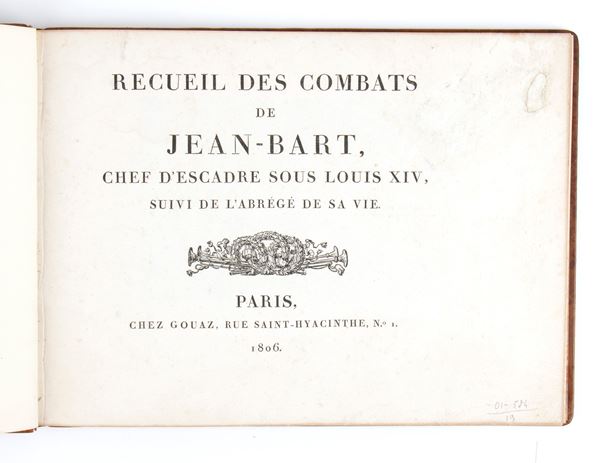 RECUEIL DES COMBATS
DE
JEAN-BART,
CHEF D'ESCADRE SOUS LOUIS XIV,
SUIVI DE L'ABRÉGÉ DE SA VIE.
PARIS,
CHEZ GOUAZ, RUE SAINT-HYACINTHE, N.o 1.
1806.